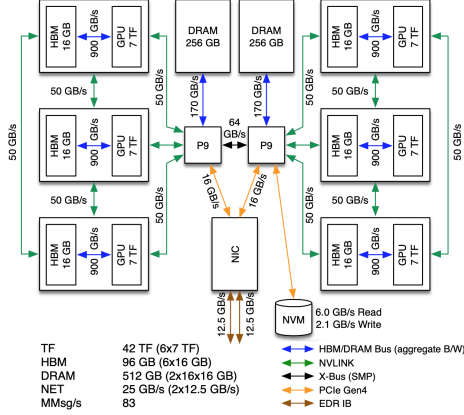 HBM
16 GB
900 GB/s
GPU
7 TF
DRAM
256 GB
DRAM
256 GB
HBM
16 GB
900 GB/s
GPU
7 TF
50 GB/s
50 GB/s
170 GB/s
170 GB/s
50 GB/s
50 GB/s
50 GB/s
50 GB/s
64
GB/s
HBM
16 GB
900 GB/s
GPU
7 TF
P9
P9
HBM
16 GB
900 GB/s
GPU
7 TF
50 GB/s
50 GB/s
16 GB/s
16 GB/s
50 GB/s
50 GB/s
HBM
16 GB
900 GB/s
GPU
7 TF
NIC
HBM
16 GB
900 GB/s
GPU
7 TF
12.5 GB/s
12.5 GB/s
NVM
6.0 GB/s Read
2.1 GB/s Write
TF 42 TF (6x7 TF)
HBM 96 GB (6x16 GB)
DRAM 512 GB (2x16x16 GB)
NET 25 GB/s (2x12.5 GB/s)
MMsg/s 83
HBM/DRAM Bus (aggregate B/W)
NVLINK
X-Bus (SMP)
PCIe Gen4
EDR IB